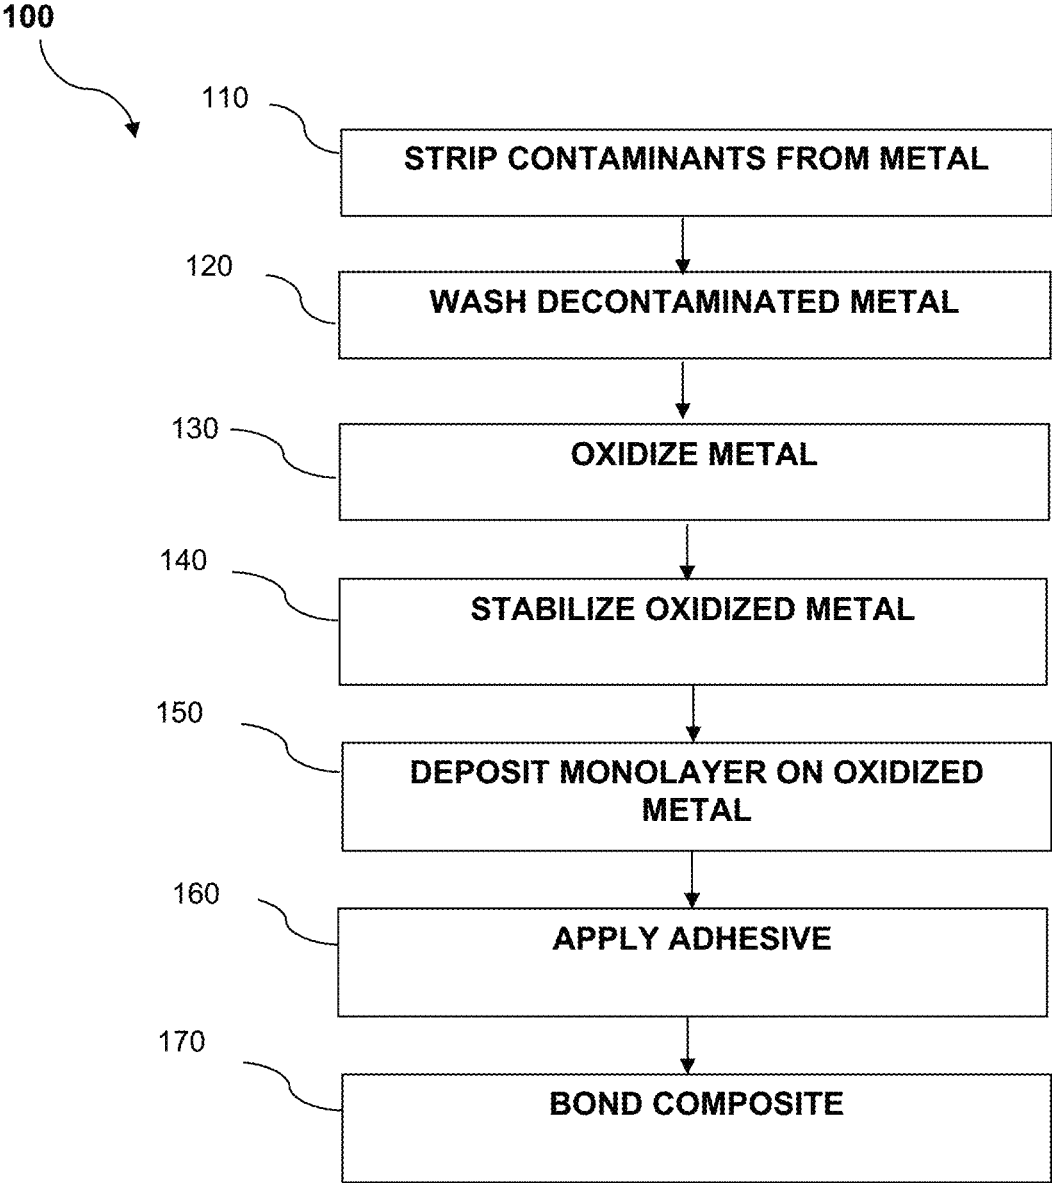 100
110
STRIP CONTAMINANTS FROM METAL
120
WASH DECONTAMINATED METAL
130
OXIDIZE METAL
140
STABILIZE OXIDIZED METAL
150
DEPOSIT MONOLAYER ON OXIDIZED
METAL
160
APPLY ADHESIVE
170
BOND COMPOSITE